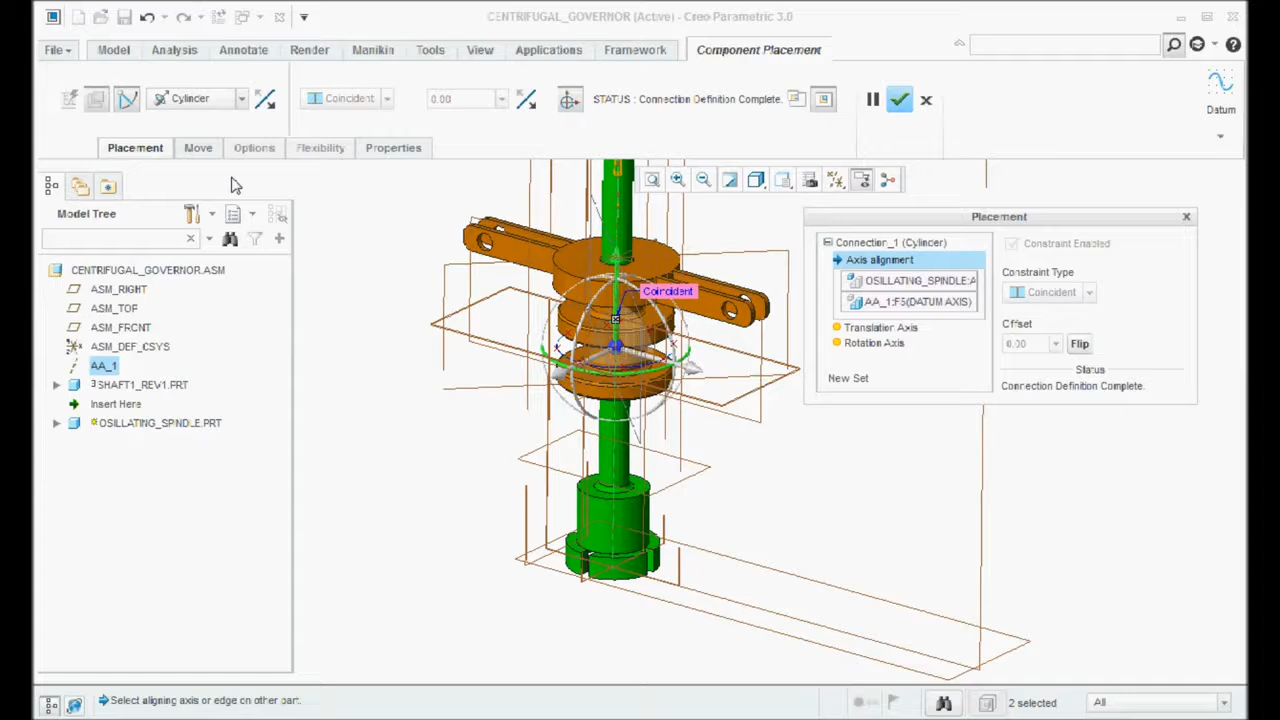 CENTRIFUGAL_GOVERNOR (Active) - Creo Parametric 3.0
File Model Analysis Annotate Render Manikin Tools View Applications Framework Component Placement
Cylinder Coincident 0.00 STATUS : Connection Definition Complete.
Datum
Placement Move Options Flexibility Properties
Model Tree
CENTRIFUGAL_GOVERNOR.ASM
ASM_RIGHT
ASM_TOP
ASM_FRONT
ASM_DEF_CSYS
AA_1
SHAFT1_REV1.PRT
Insert Here
OSILLATING_SPINDLE.PRT
Coincident
Placement
Connection_1 (Cylinder)
Axis alignment
OSILLATING_SPINDLE:A
AA_1:F5(DATUM AXIS)
Translation Axis
Rotation Axis
New Set
Constraint Enabled
Constraint Type
Coincident
Offset
0.00 Flip
Status
Connection Definition Complete.
Select aligning axis or edge on other part.
2 selected
All